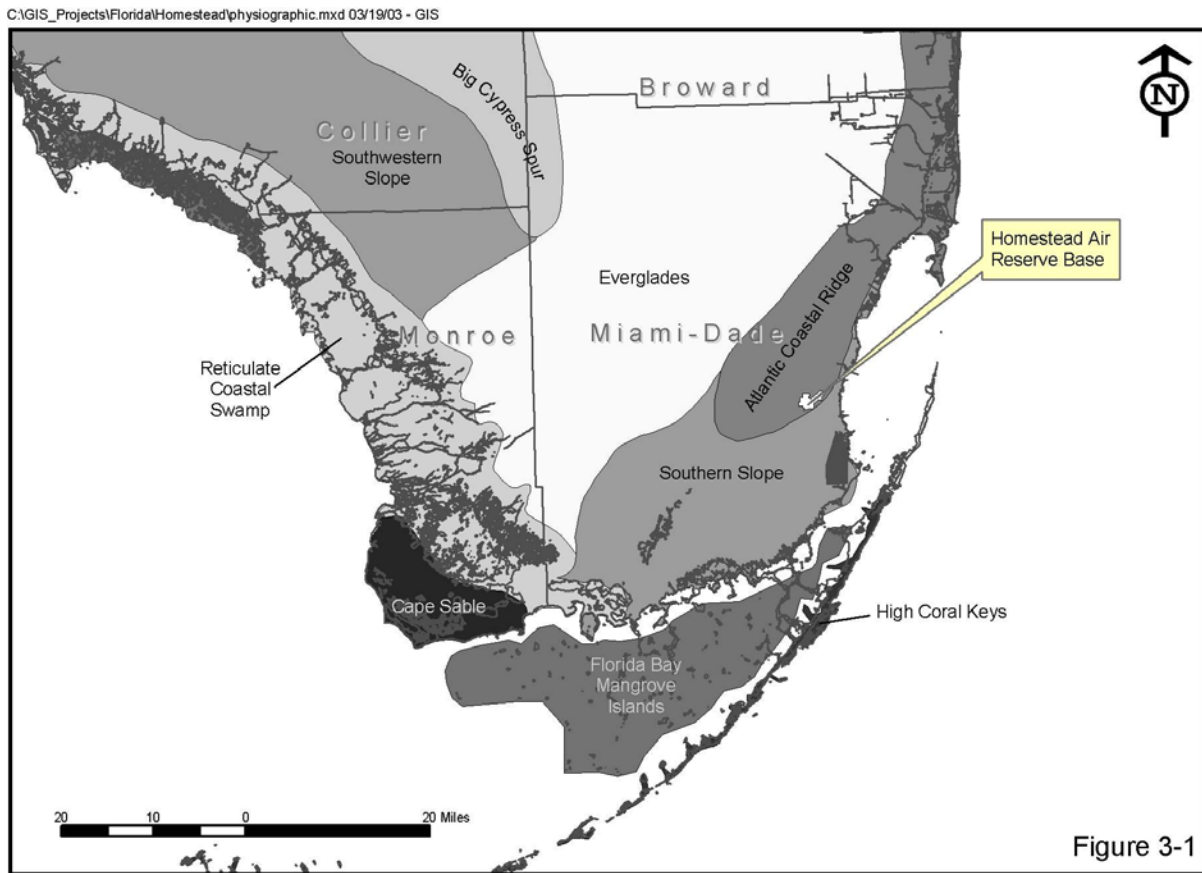 C:\GIS_Projects\Florida\Homestead\physiographic.mxd 03/19/03 - GIS
N
Big Cypress Spur
Broward
Collier
Southwestern
Slope
Homestead Air
Reserve Base
Everglades
Monroe
Miami-Dade
Atlantic Coastal Ridge
Reticulate
Coastal
Swamp
Southern Slope
Cape Sable
High Coral Keys
Florida Bay
Mangrove
Islands
20 10 0 20 Miles
Figure 3-1